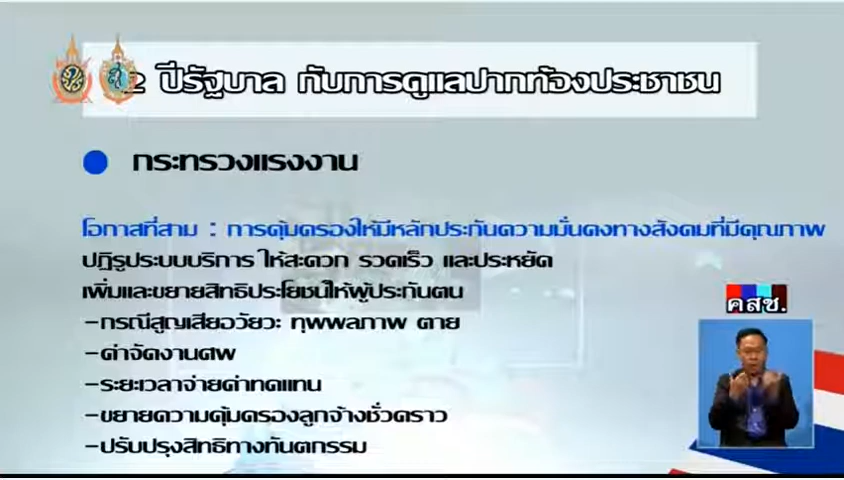 2 ปีรัฐบาล กับการดูแลปากท้องประชาชน
กระทรวงแรงงาน
โอกาสที่สาม : การคุ้มครองให้มีหลักประกันความมั่นคงทางสังคมที่มีคุณภาพ
ปฏิรูประบบบริการ ให้สะดวก รวดเร็ว และประหยัด
เพิ่มและขยายสิทธิประโยชน์ให้ผู้ประกันตน
-กรณีสูญเสียอวัยวะ ทุพพลภาพ ตาย
-ค่าจัดงานศพ
-ระยะเวลาจ่ายค่าทดแทน
-ขยายความคุ้มครองลูกจ้างชั่วคราว
-ปรับปรุงสิทธิทางทันตกรรม
คสช.